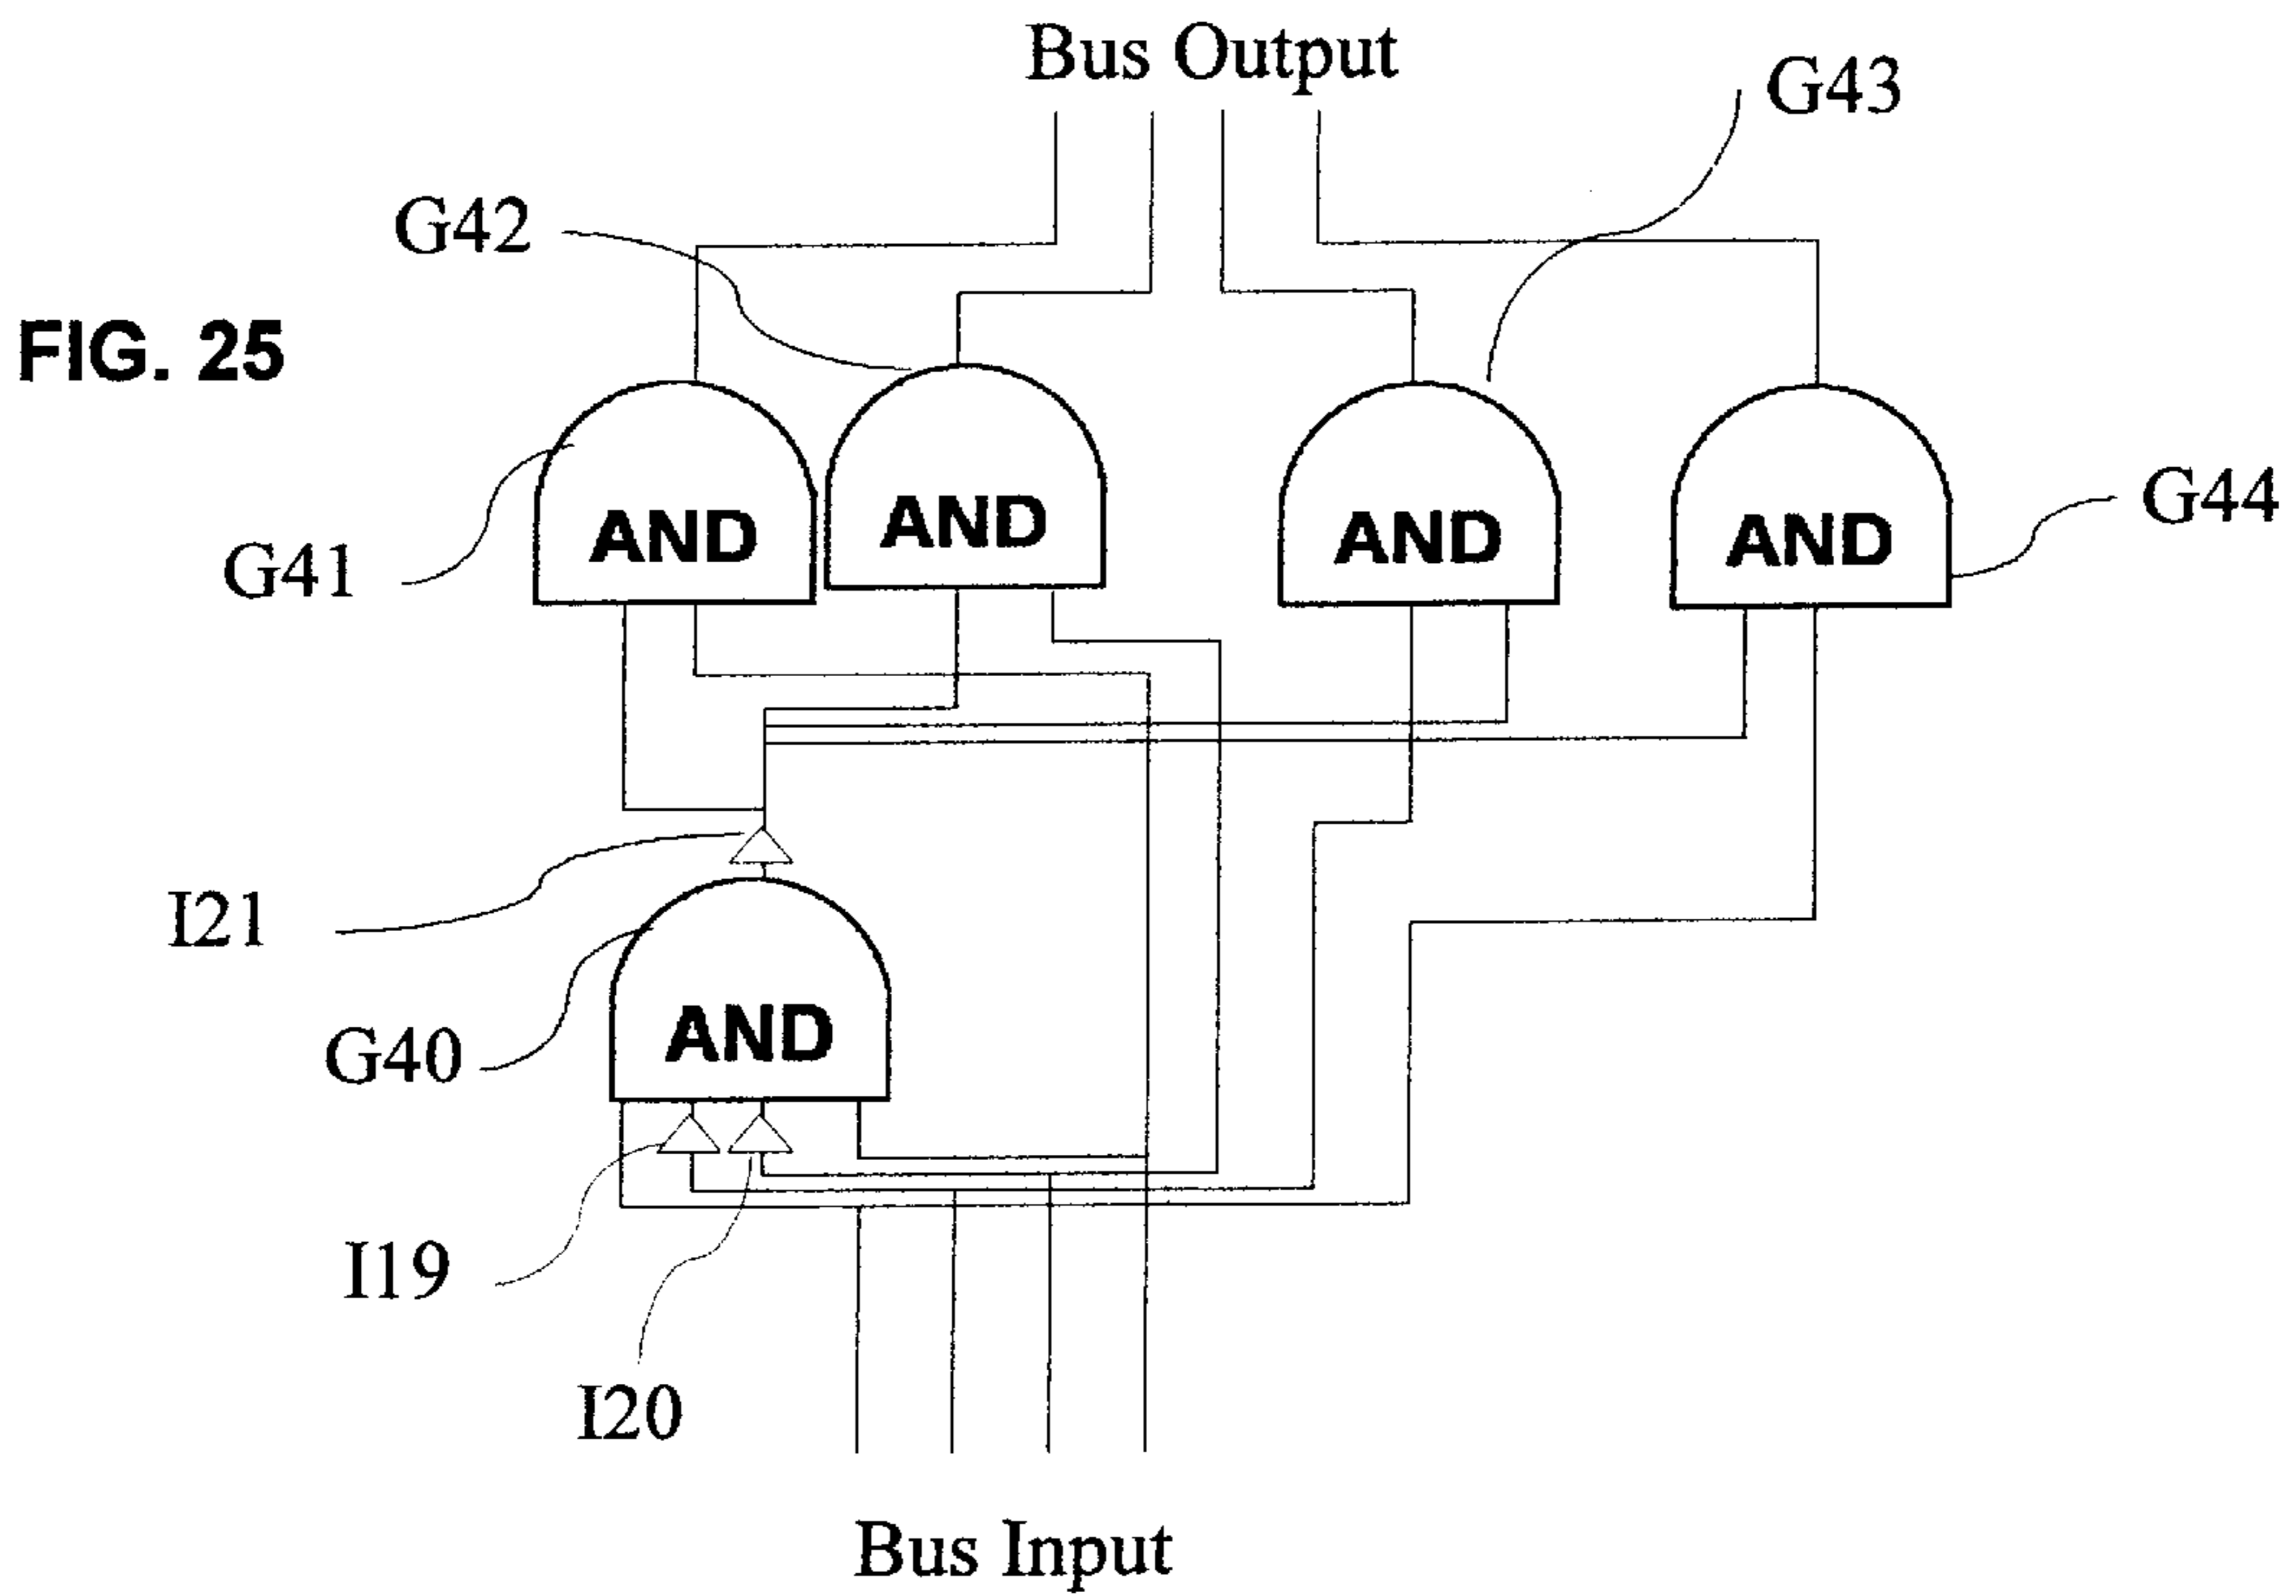 Bus Output
G43
G42
FIG. 25
AND
AND
AND
AND
G44
G41
I21
G40
AND
I19
I20
Bus Input